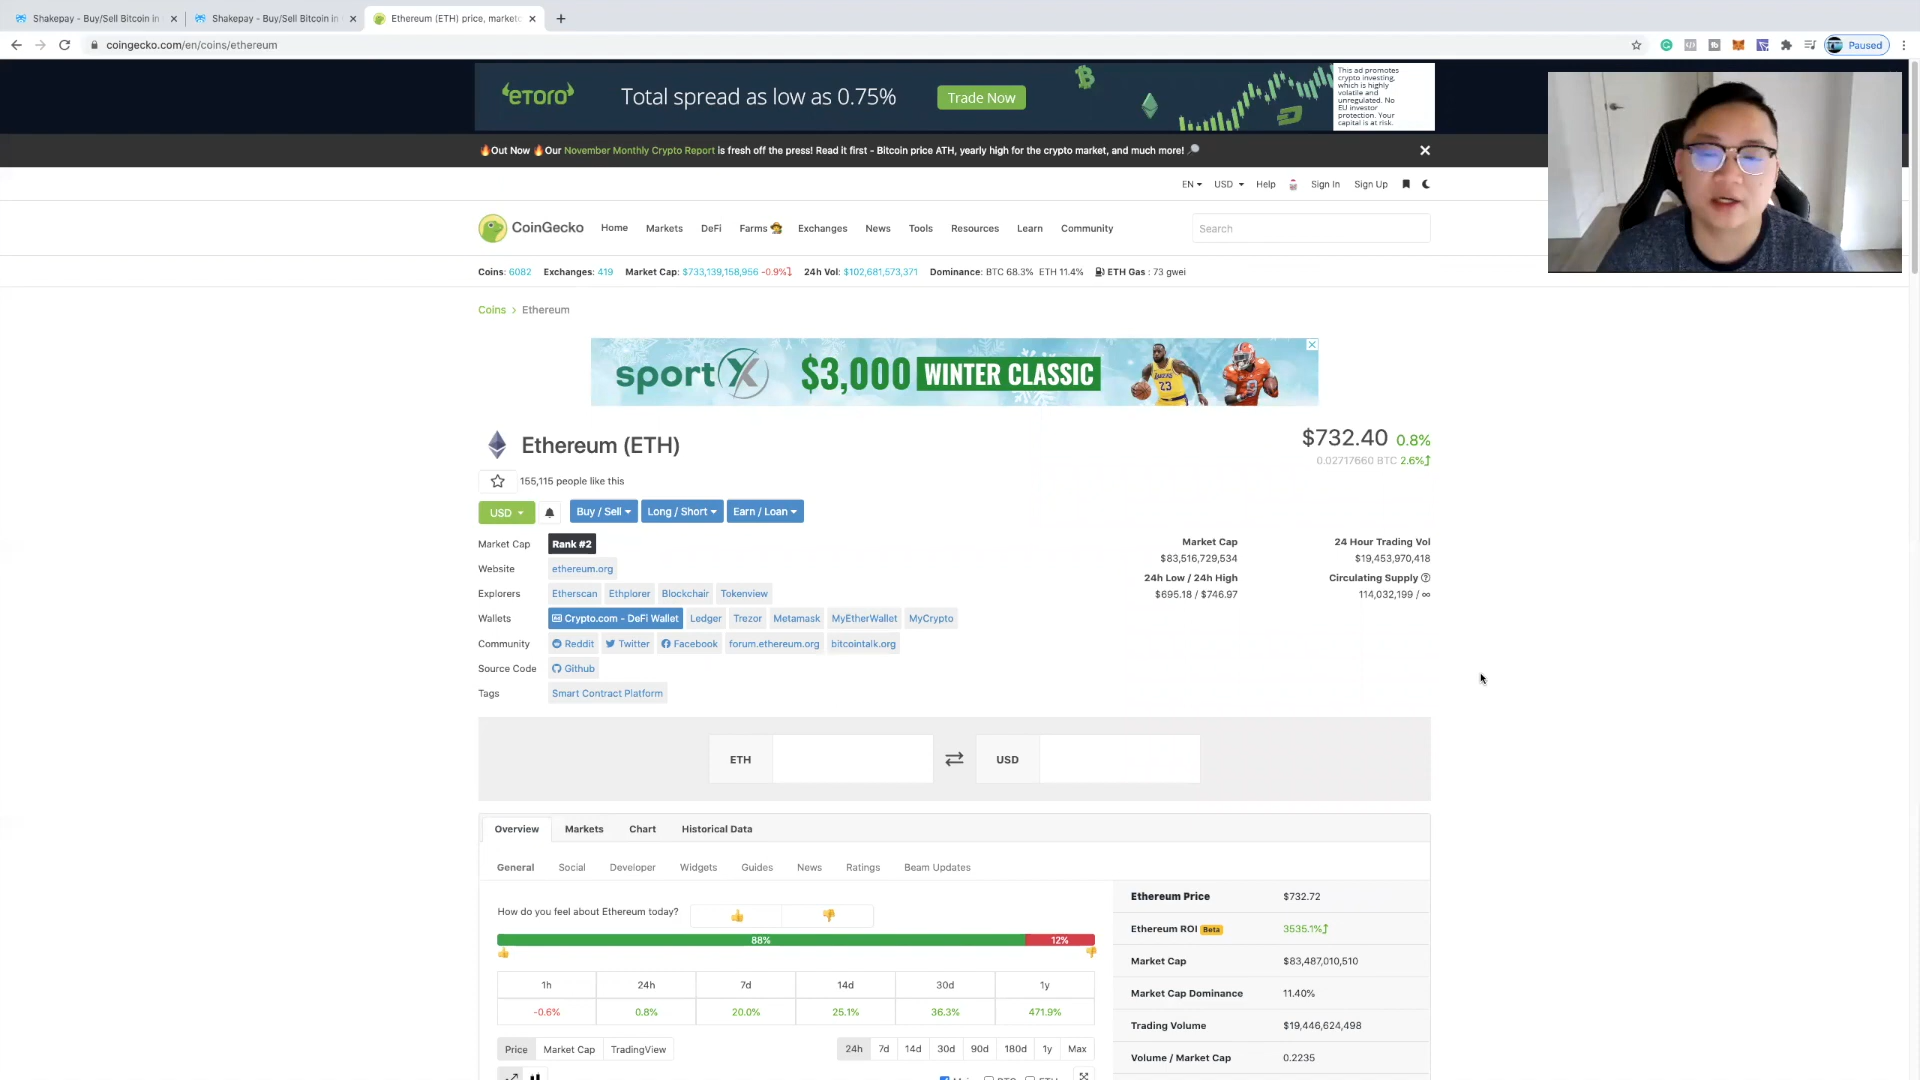 Shakepay - Buy/Sell Bitcoin in
Shakepay - Buy/Sell Bitcoin in
Ethereum (ETH) price, marketc
coingecko.com/en/coins/ethereum
Paused
eToro
Total spread as low as 0.75%
Trade Now
This ad promotes
crypto investing,
which is highly
volatile and
unregulated. No
EU investor
protection. Your
capital is at risk.
🔥Out Now 🔥Our November Monthly Crypto Report is fresh off the press! Read it first - Bitcoin price ATH, yearly high for the crypto market, and much more! 🔎
EN USD Help Sign In Sign Up
CoinGecko Home Markets DeFi Farms Exchanges News Tools Resources Learn Community Search
Coins: 6082 Exchanges: 419 Market Cap: $733,139,158,956 -0.9% 24h Vol: $102,681,573,371 Dominance: BTC 68.3% ETH 11.4% ETH Gas : 73 gwei
Coins > Ethereum
sportX $3,000 WINTER CLASSIC
23
9
Ethereum (ETH)
$732.40 0.8%
0.02717660 BTC 2.6%
155,115 people like this
USD Buy / Sell Long / Short Earn / Loan
Market Cap Rank #2
Website ethereum.org
Explorers Etherscan Ethplorer Blockchair Tokenview
Wallets Crypto.com - DeFi Wallet Ledger Trezor Metamask MyEtherWallet MyCrypto
Community Reddit Twitter Facebook forum.ethereum.org bitcointalk.org
Source Code Github
Tags Smart Contract Platform
Market Cap 24 Hour Trading Vol
$83,516,729,534 $19,453,970,418
24h Low / 24h High Circulating Supply
$695.18 / $746.97 114,032,199 / ∞
ETH USD
Overview Markets Chart Historical Data
General Social Developer Widgets Guides News Ratings Beam Updates
How do you feel about Ethereum today? 👍 👎
88% 12%
1h 24h 7d 14d 30d 1y
-0.6% 0.8% 20.0% 25.1% 36.3% 471.9%
Price Market Cap TradingView 24h 7d 14d 30d 90d 180d 1y Max
Ethereum Price $732.72
Ethereum ROI Beta 3535.1%
Market Cap $83,487,010,510
Market Cap Dominance 11.40%
Trading Volume $19,446,624,498
Volume / Market Cap 0.2235